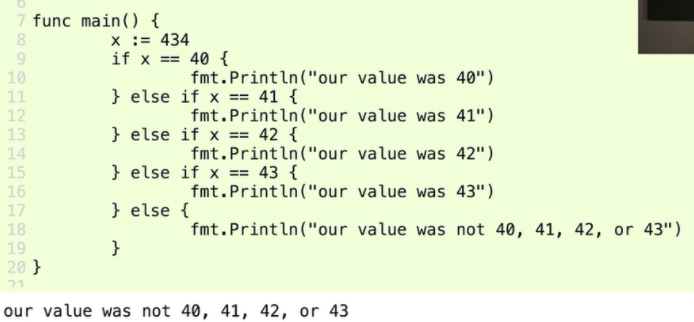 6
7 func main() {
8 x := 434
9 if x == 40 {
10 fmt.Println("our value was 40")
11 } else if x == 41 {
12 fmt.Println("our value was 41")
13 } else if x == 42 {
14 fmt.Println("our value was 42")
15 } else if x == 43 {
16 fmt.Println("our value was 43")
17 } else {
18 fmt.Println("our value was not 40, 41, 42, or 43")
19 }
20 }
21
our value was not 40, 41, 42, or 43